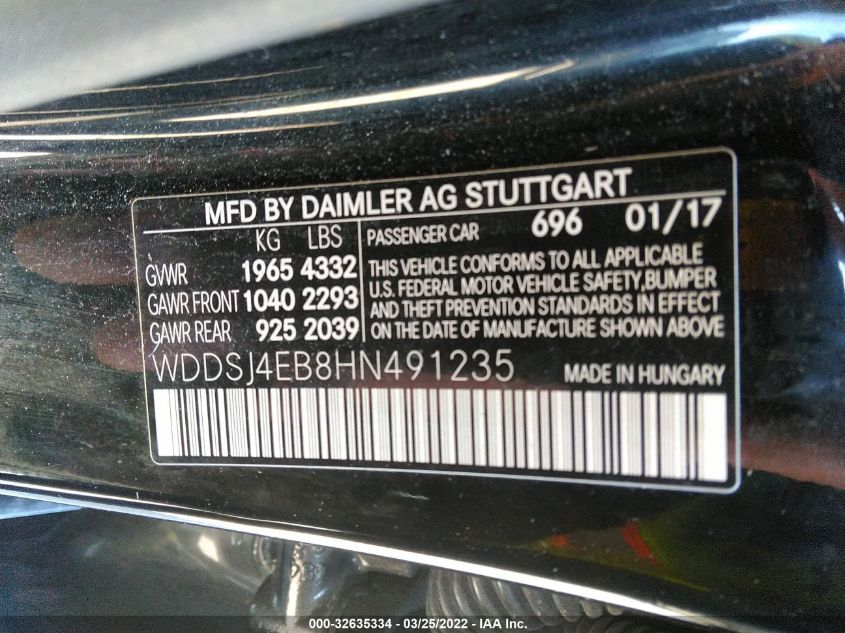 MFD BY DAIMLER AG STUTTGART
KG LBS
GVWR 1965 4332
GAWR FRONT 1040 2293
GAWR REAR 925 2039
PASSENGER CAR 696 01/17
THIS VEHICLE CONFORMS TO ALL APPLICABLE
U.S. FEDERAL MOTOR VEHICLE SAFETY,BUMPER
AND THEFT PREVENTION STANDARDS IN EFFECT
ON THE DATE OF MANUFACTURE SHOWN ABOVE
WDDSJ4EB8HN491235 MADE IN HUNGARY
000-32635334 - 03/25/2022 - IAA Inc.